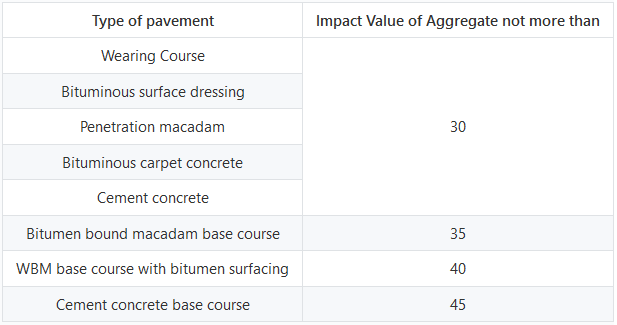 Type of pavement Impact Value of Aggregate not more than
Wearing Course
Bituminous surface dressing
Penetration macadam 30
Bituminous carpet concrete
Cement concrete
Bitumen bound macadam base course 35
WBM base course with bitumen surfacing 40
Cement concrete base course 45